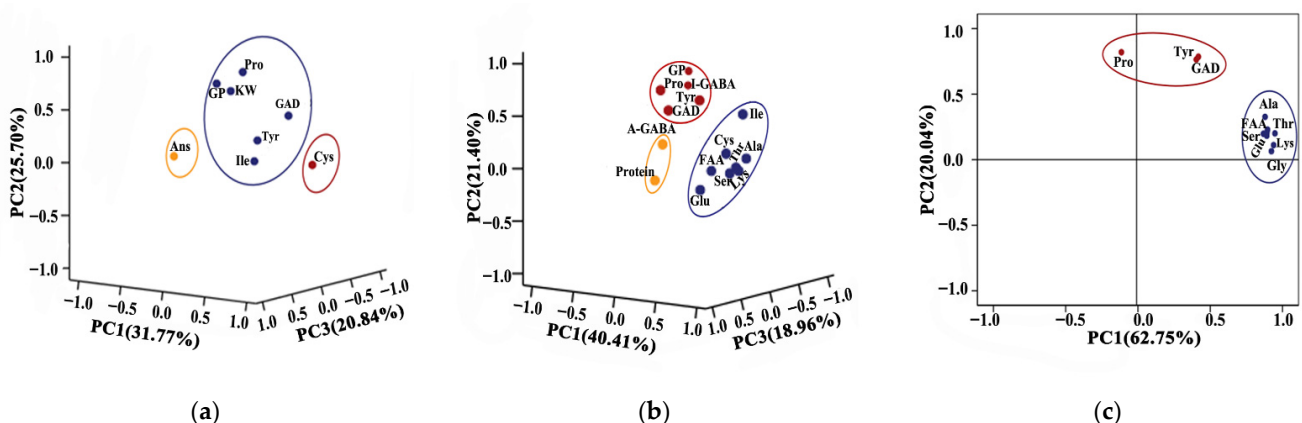 1.0
0.5
0.0
−0.5
−1.0
PC2(25.70%)
Pro
GP
KW
GAD
Tyr
Ans
Ile
Cys
−1.0 −0.5 0.0 0.5 1.0
PC1(31.77%)
1.0 0.5 0.0 −0.5 −1.0
PC3(20.84%)
(a)
1.0
0.5
0.0
−0.5
−1.0
PC2(21.40%)
GP
Pro
I-GABA
Tyr
GAD
Ile
A-GABA
Cys
Thr
Ala
FAA
Protein
Ser
Lys
Glu
−1.0 −0.5 0.0 0.5 1.0
PC1(40.41%)
1.0 0.5 0.0 −0.5 −1.0
PC3(18.96%)
(b)
1.0
0.5
0.0
−0.5
−1.0
PC2(20.04%)
Pro
Tyr
GAD
Ala
FAA
Thr
Ser
Glu
Lys
Gly
−1.0 −0.5 0.0 0.5 1.0
PC1(62.75%)
(c)